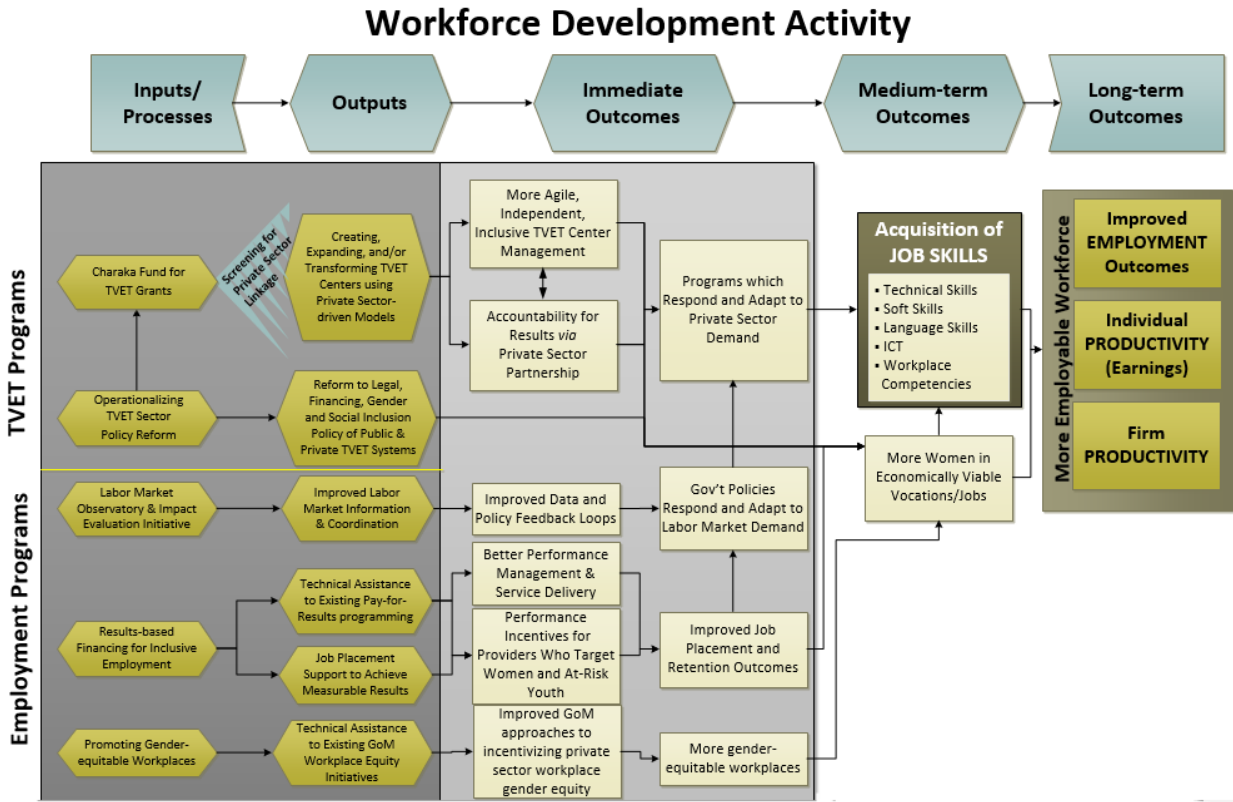 Workforce Development Activity
Inputs/
Processes
Outputs
Immediate
Outcomes
Medium-term
Outcomes
Long-term
Outcomes
TVET Programs
Charaka Fund for
TVET Grants
Screening for
Private Sector
Linkage
Creating,
Expanding, and/or
Transforming TVET
Centers using
Private Sector-
driven Models
More Agile,
Independent,
Inclusive TVET Center
Management
Accountability for
Results via
Private Sector
Partnership
Programs which
Respond and Adapt to
Private Sector
Demand
Acquisition of
JOB SKILLS
▪ Technical Skills
▪ Soft Skills
▪ Language Skills
▪ ICT
▪ Workplace
Competencies
More Employable Workforce
Improved
EMPLOYMENT
Outcomes
Individual
PRODUCTIVITY
(Earnings)
Firm
PRODUCTIVITY
Operationalizing
TVET Sector
Policy Reform
Reform to Legal,
Financing, Gender
and Social Inclusion
Policy of Public &
Private TVET Systems
More Women in
Economically Viable
Vocations/Jobs
Employment Programs
Labor Market
Observatory & Impact
Evaluation Initiative
Improved Labor
Market Information
& Coordination
Improved Data and
Policy Feedback Loops
Gov't Policies
Respond and Adapt to
Labor Market Demand
Results-based
Financing for Inclusive
Employment
Technical Assistance
to Existing Pay-for-
Results programming
Job Placement
Support to Achieve
Measurable Results
Better Performance
Management &
Service Delivery
Performance
Incentives for
Providers Who Target
Women and At-Risk
Youth
Improved Job
Placement and
Retention Outcomes
Promoting Gender-
equitable Workplaces
Technical Assistance
to Existing GoM
Workplace Equity
Initiatives
Improved GoM
approaches to
incentivizing private
sector workplace
gender equity
More gender-
equitable workplaces